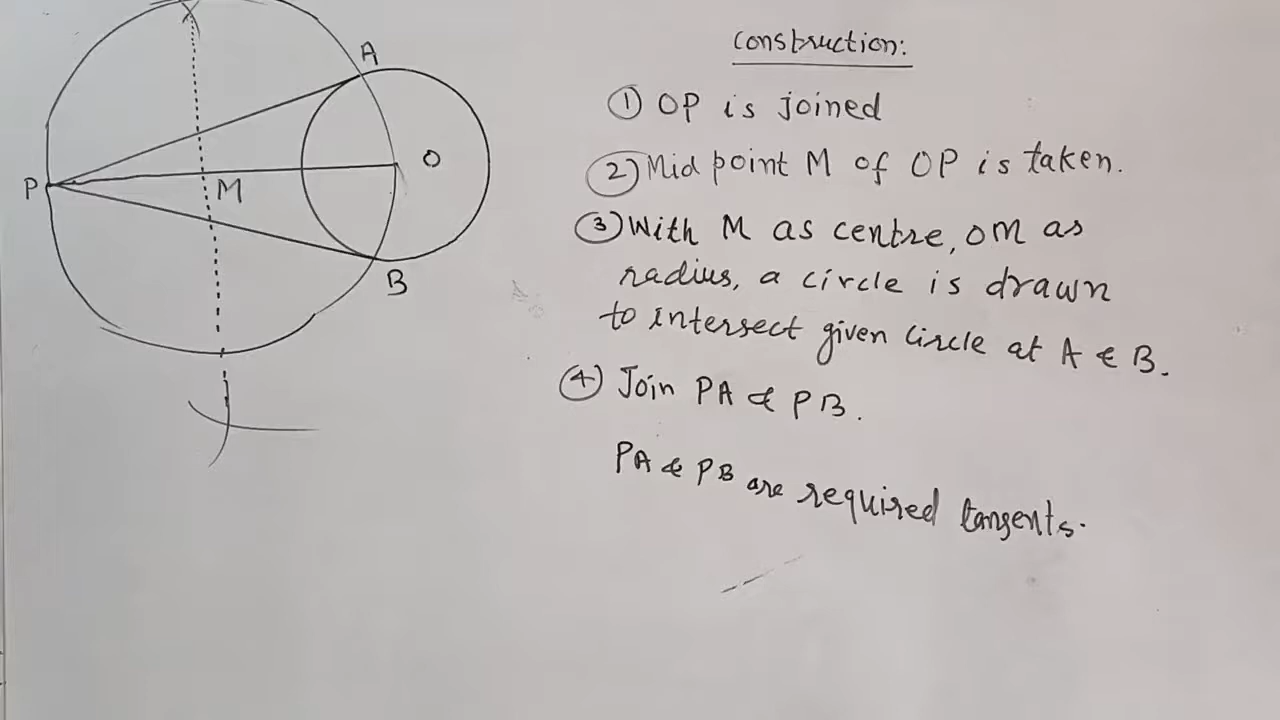 A
O
P
M
B
Construction:
① OP is joined
② Mid point M of OP is taken.
③ With M as centre, OM as
radius, a circle is drawn
to intersect given circle at A & B.
④ Join PA & PB.
PA & PB are required tangents.